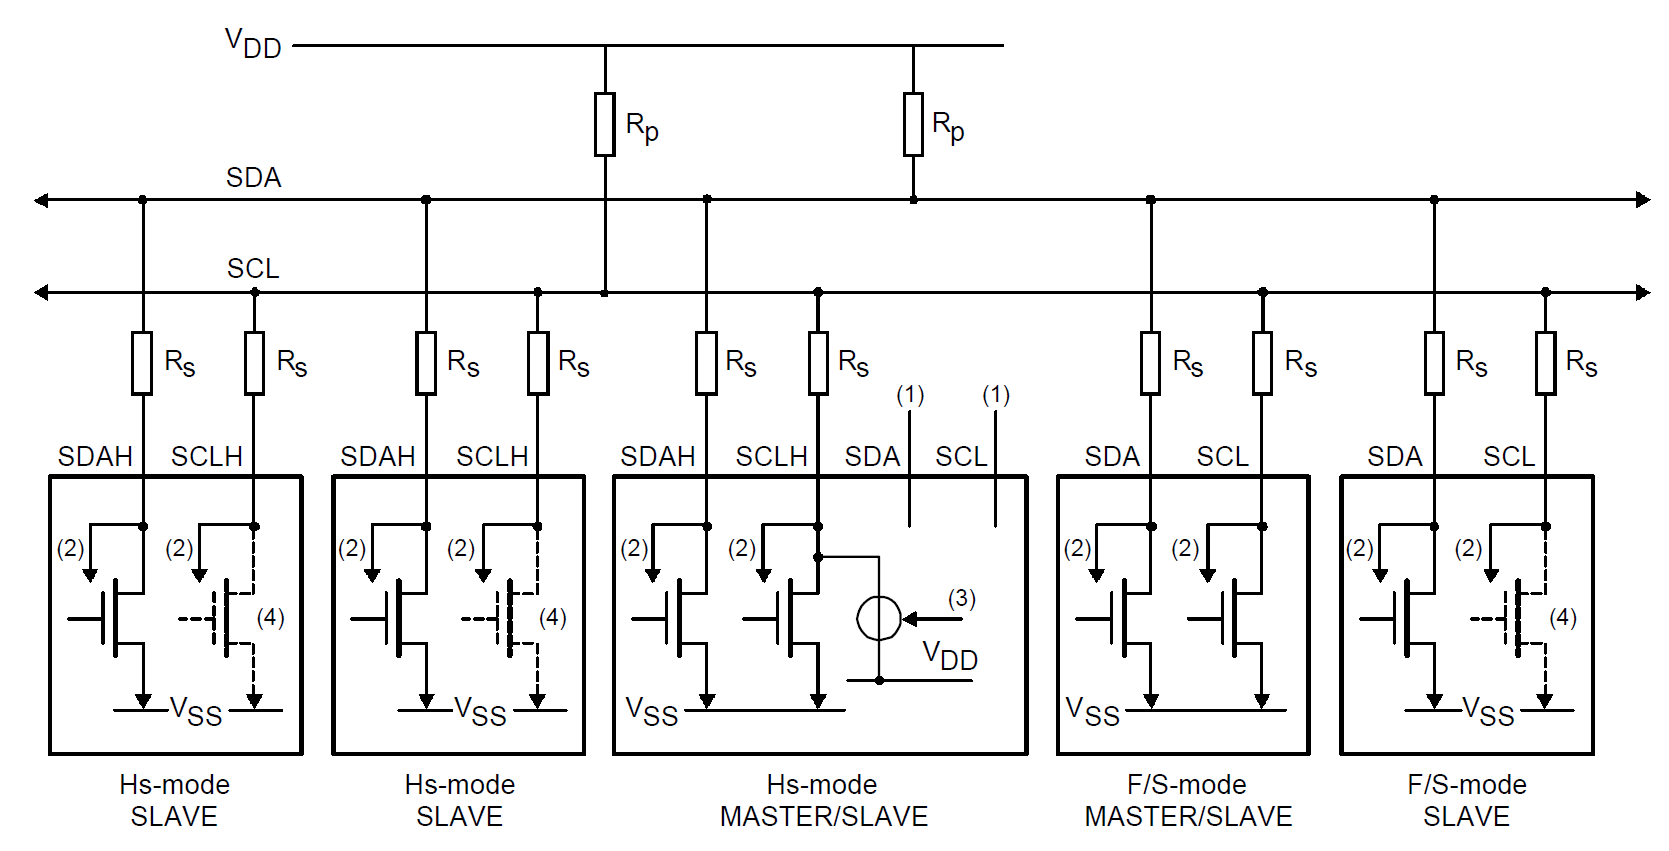 VDD
Rp Rp
SDA
SCL
Rs Rs Rs Rs Rs Rs Rs Rs Rs Rs
(1) (1)
SDAH SCLH SDAH SCLH SDAH SCLH SDA SCL SDA SCL SDA SCL
(2) (2) (2) (2) (2) (2) (2) (2) (2) (2)
(4) (4) (3) (4)
VDD
VSS VSS VSS VSS VSS
Hs-mode Hs-mode Hs-mode F/S-mode F/S-mode
SLAVE SLAVE MASTER/SLAVE MASTER/SLAVE SLAVE